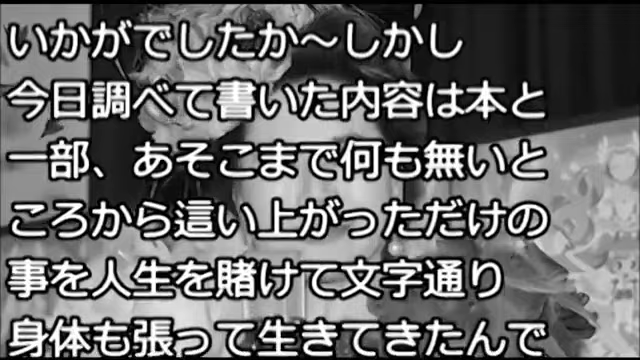 いかがでしたか〜しかし
今日調べて書いた内容は本と
一部、あそこまで何も無いと
ころから這い上がっただけの
事を人生を賭けて文字通り
身体も張って生きてきたんで